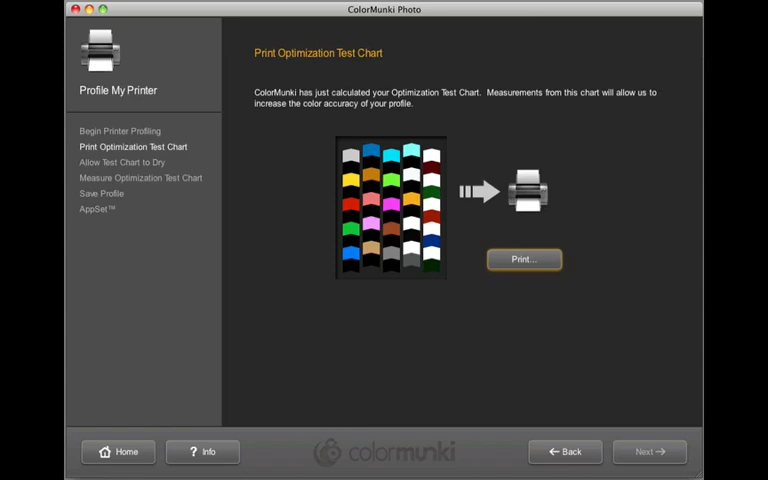 ColorMunki Photo
Profile My Printer
Begin Printer Profiling
Print Optimization Test Chart
Allow Test Chart to Dry
Measure Optimization Test Chart
Save Profile
AppSet™
Print Optimization Test Chart
ColorMunki has just calculated your Optimization Test Chart. Measurements from this chart will allow us to
increase the color accuracy of your profile.
Print...
Home
? Info
colormunki
Back
Next